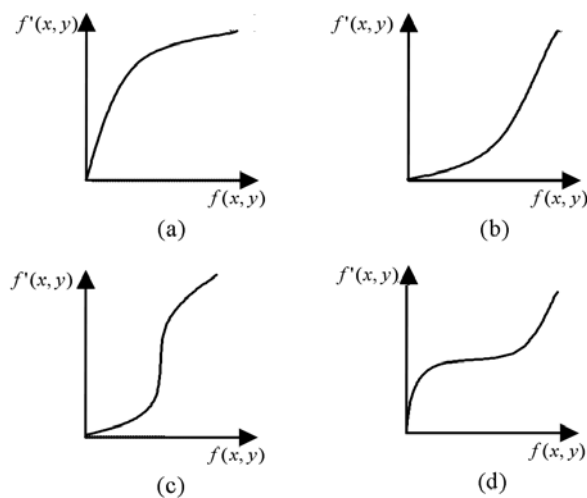 f'(x, y)
f(x, y)
(a)
f'(x, y)
f(x, y)
(b)
f'(x, y)
f(x, y)
(c)
f'(x, y)
f(x, y)
(d)